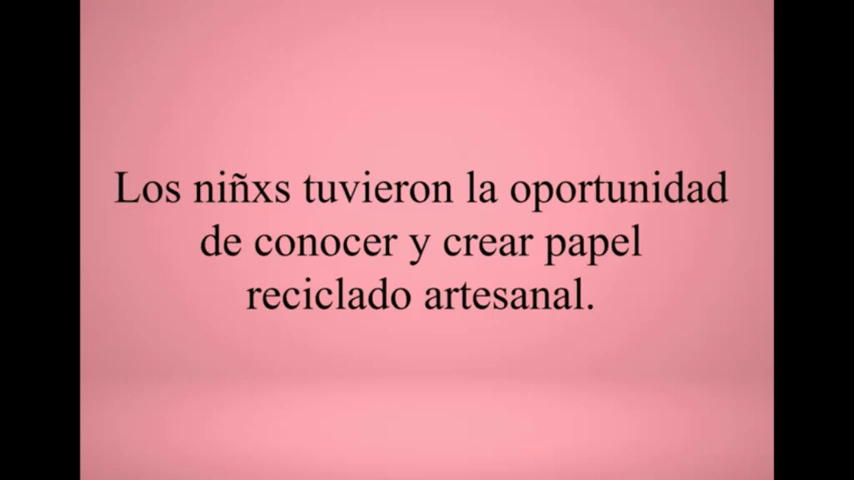 Los niñxs tuvieron la oportunidad
de conocer y crear papel
reciclado artesanal.